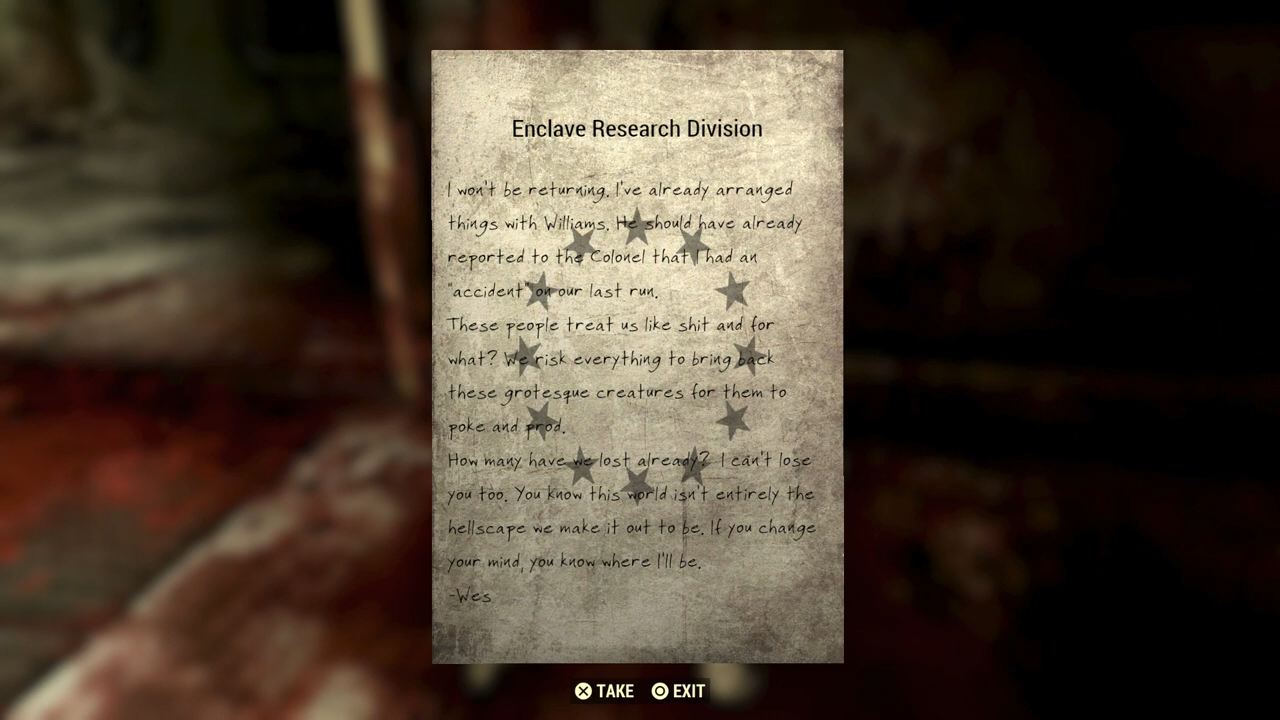 Enclave Research Division
I won't be returning. I've already arranged
things with Williams. He should have already
reported to the Colonel that I had an
"accident" on our last run.
These people treat us like shit and for
what? We risk everything to bring back
these grotesque creatures for them to
poke and prod.
How many have we lost already? I can't lose
you too. You know this world isn't entirely the
hellscape we make it out to be. If you change
your mind, you know where I'll be.
-Wes
TAKE EXIT